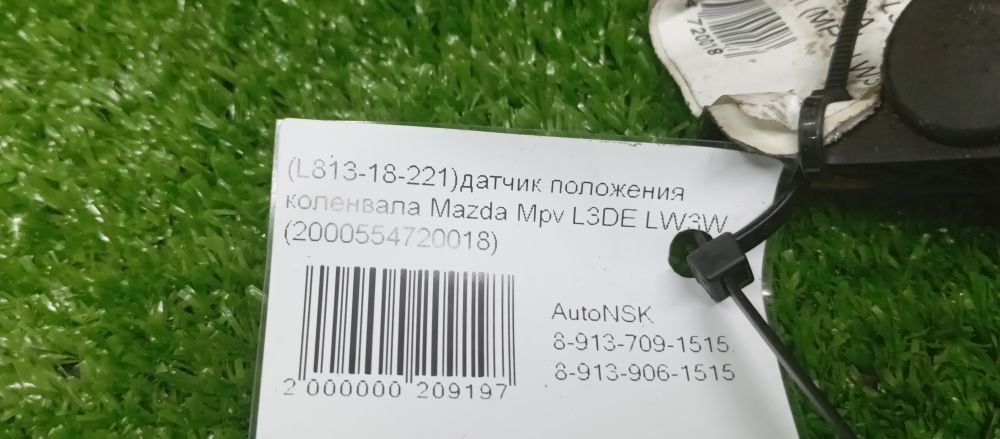 720018
(L813-18-221)датчик положения
коленвала Mazda Mpv L3DE LW3W
(2000554720018)
AutoNSK
8-913-709-1515
8-913-906-1515
2 000000 209197